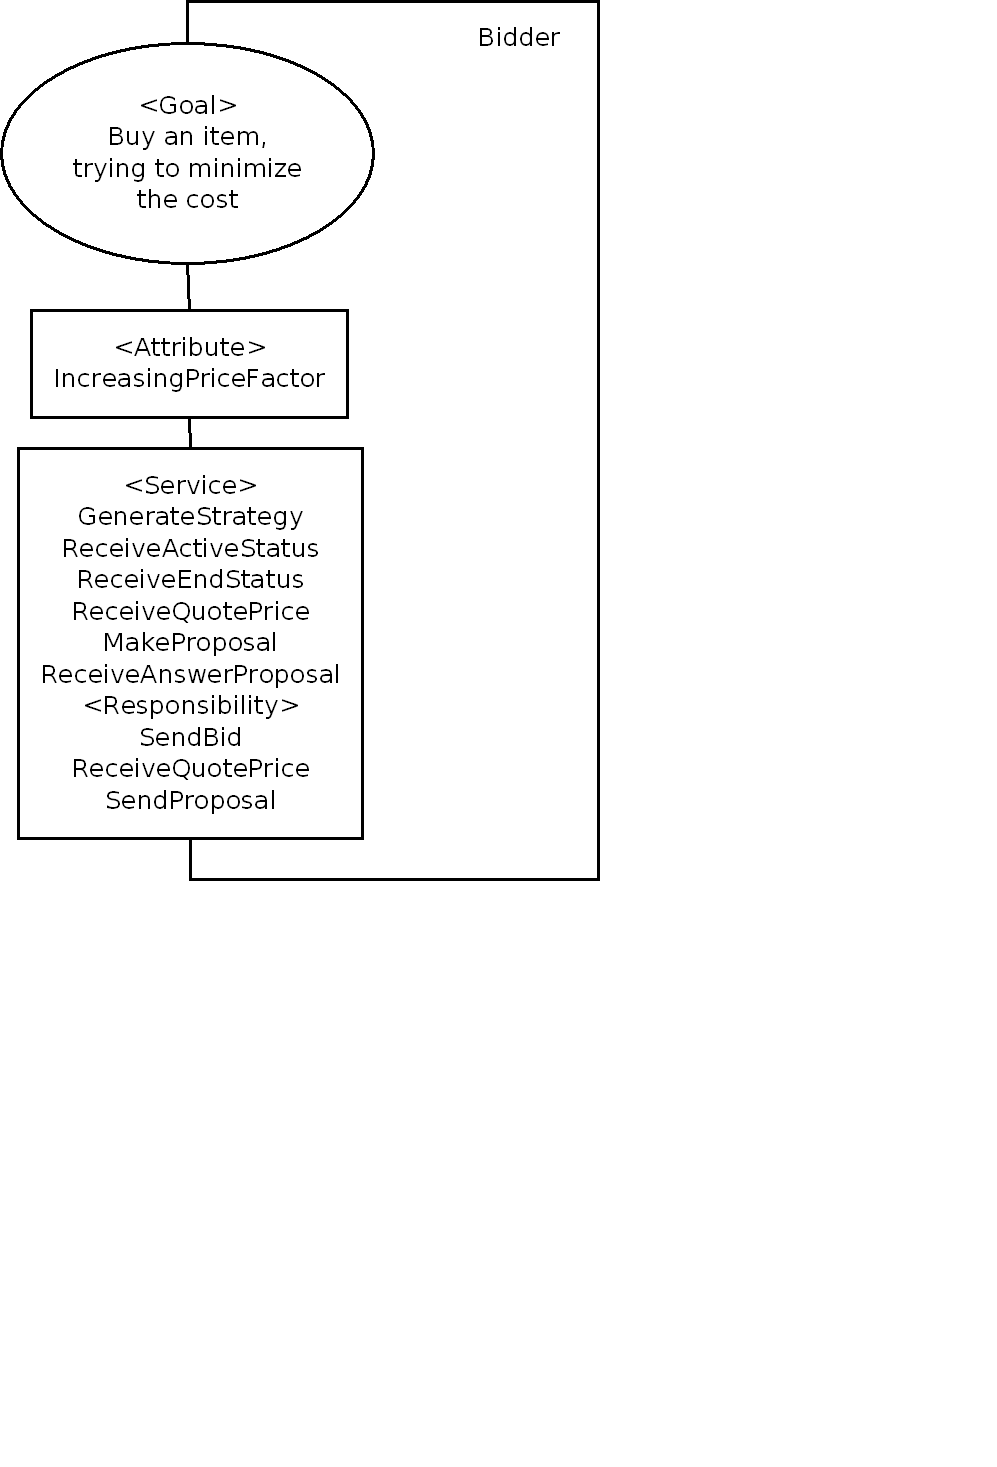 Bidder
<Goal>
Buy an item,
trying to minimize
the cost
<Attribute>
IncreasingPriceFactor
<Service>
GenerateStrategy
ReceiveActiveStatus
ReceiveEndStatus
ReceiveQuotePrice
MakeProposal
ReceiveAnswerProposal
<Responsibility>
SendBid
ReceiveQuotePrice
SendProposal